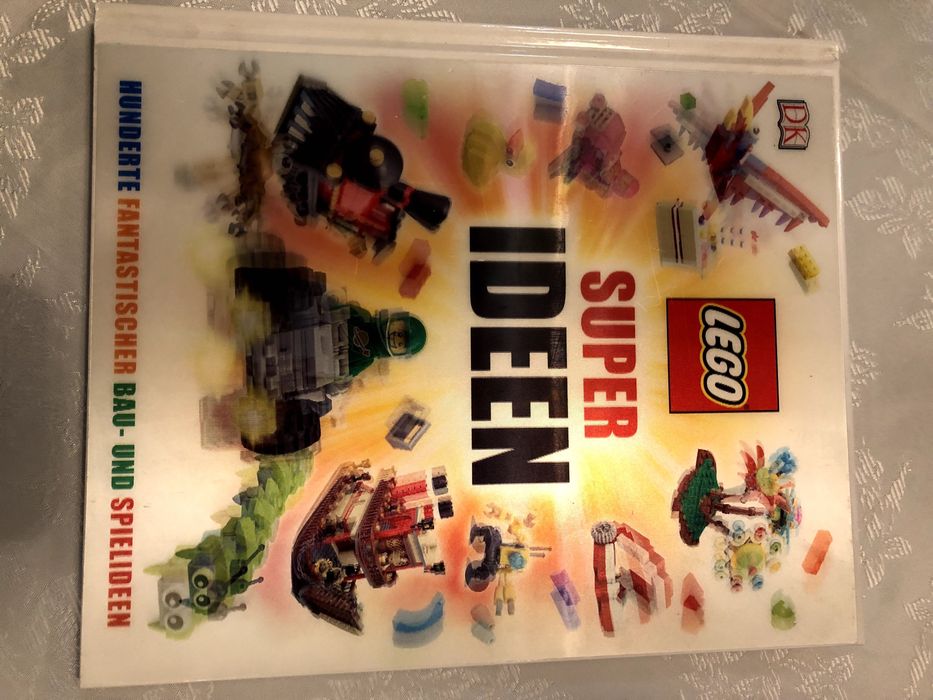 DK
LEGO
SUPER
IDEEN
HUNDERTE FANTASTISCHER BAU- UND SPIELIDEEN